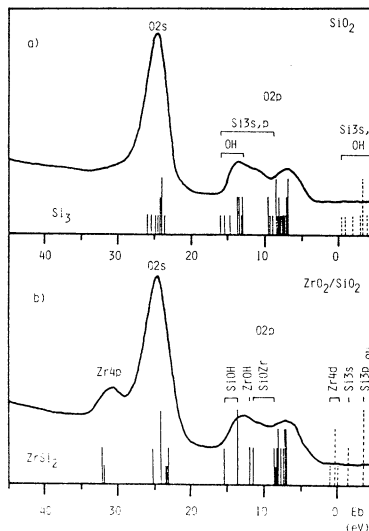 SiO2
O2s
a)
O2p
Si3s,p
Si3s,
OH
OH
Si3
40 30 20 10 0
O2s
ZrO2/SiO2
b)
O2p
Zr4p
SiOH
ZrOH
SiOZr
Zr4d
Si3s
Si3p
ZrSi2
40 30 20 10 0 Eb
(eV)